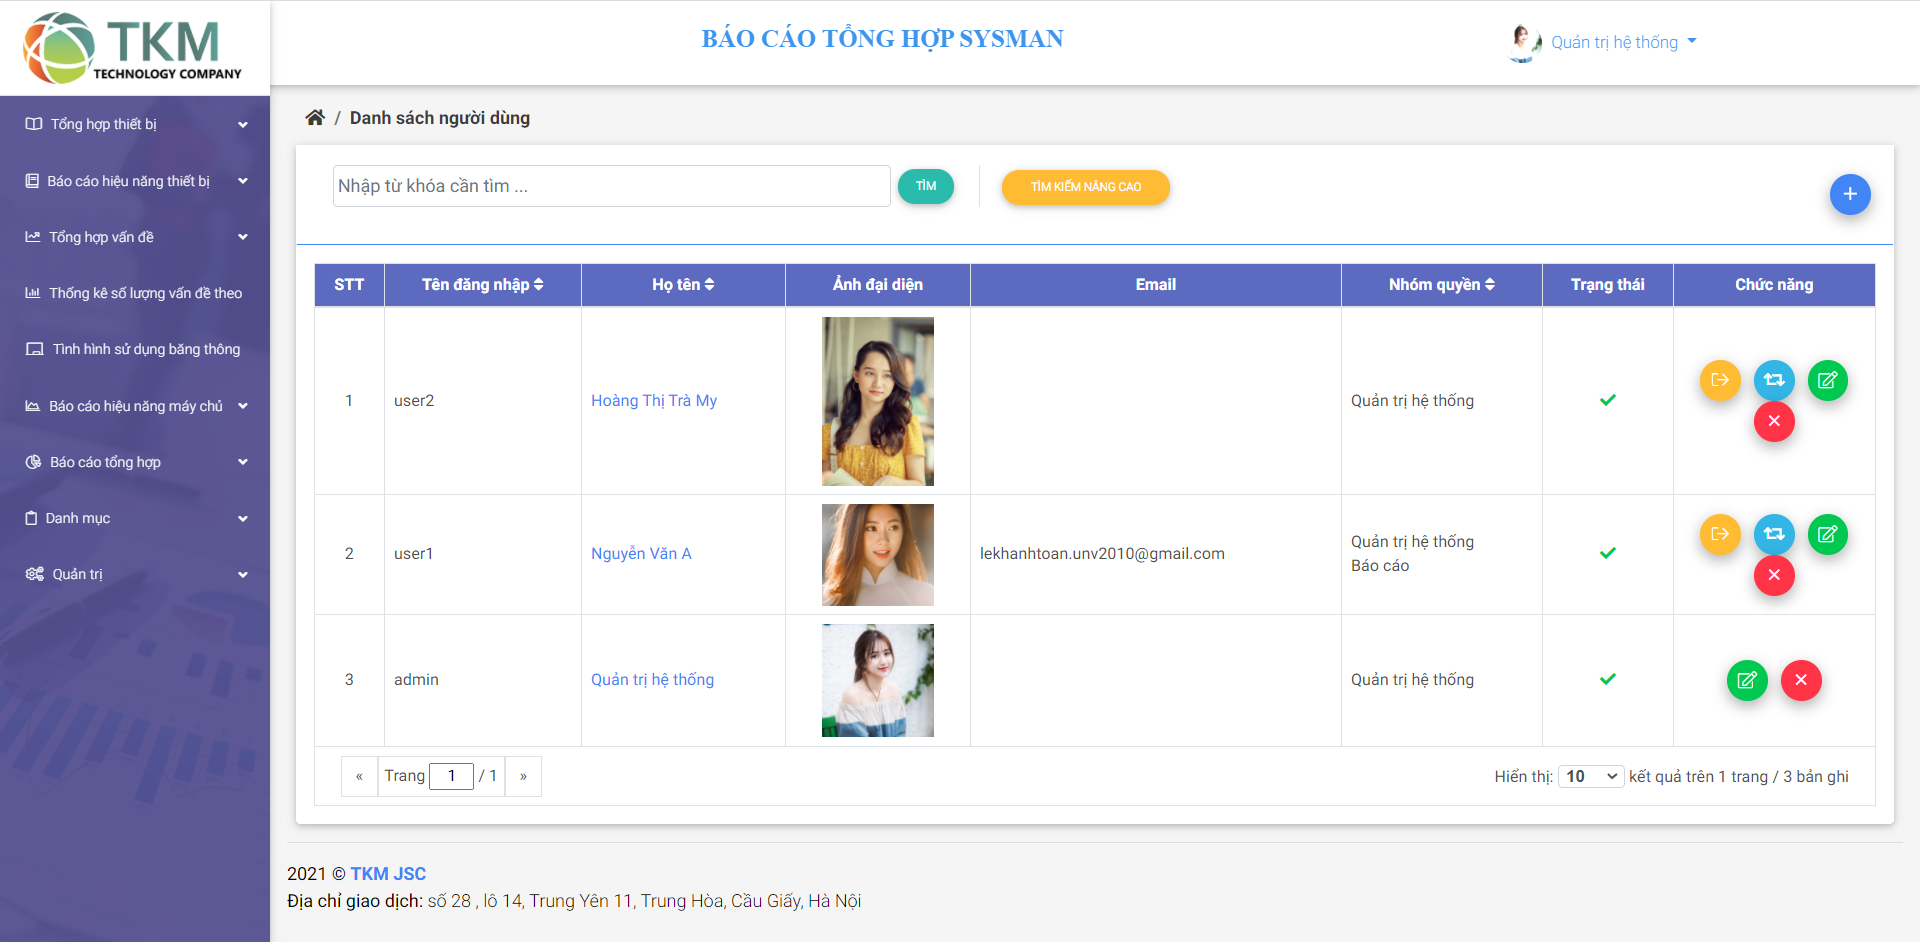 TKM
TECHNOLOGY COMPANY
BÁO CÁO TỔNG HỢP SYSMAN
Quản trị hệ thống
Tổng hợp thiết bị
Báo cáo hiệu năng thiết bị
Tổng hợp vấn đề
Thống kê số lượng vấn đề theo
Tình hình sử dụng băng thông
Báo cáo hiệu năng máy chủ
Báo cáo tổng hợp
Danh mục
Quản trị
/ Danh sách người dùng
Nhập từ khóa cần tìm ...
TÌM
TÌM KIẾM NÂNG CAO
STT Tên đăng nhập Họ tên Ảnh đại diện Email Nhóm quyền Trạng thái Chức năng
1 user2 Hoàng Thị Trà My Quản trị hệ thống
2 user1 Nguyễn Văn A lekhanhtoan.unv2010@gmail.com Quản trị hệ thống
Báo cáo
3 admin Quản trị hệ thống Quản trị hệ thống
« Trang 1 / 1 »
Hiển thị: 10 kết quả trên 1 trang / 3 bản ghi
2021 © TKM JSC
Địa chỉ giao dịch: số 28 , lô 14, Trung Yên 11, Trung Hòa, Cầu Giấy, Hà Nội